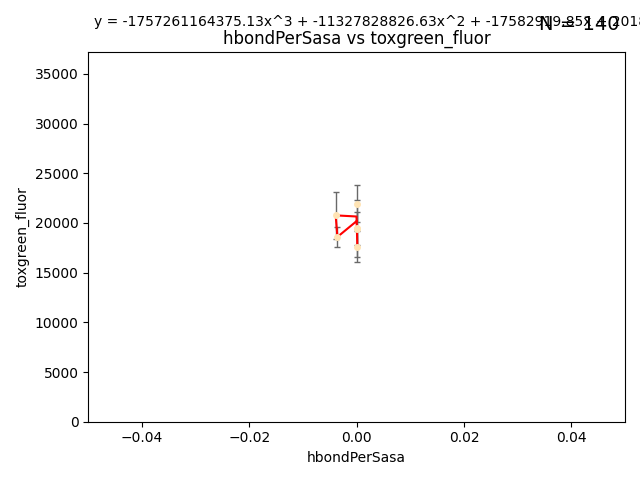 y = -1757261164375.13x^3 + -11327828826.63x^2 +
N = 140
hbondPerSasa vs toxgreen_fluor
35000
30000
25000
20000
15000
10000
5000
0
toxgreen_fluor
−0.04 −0.02 0.00 0.02 0.04
hbondPerSasa